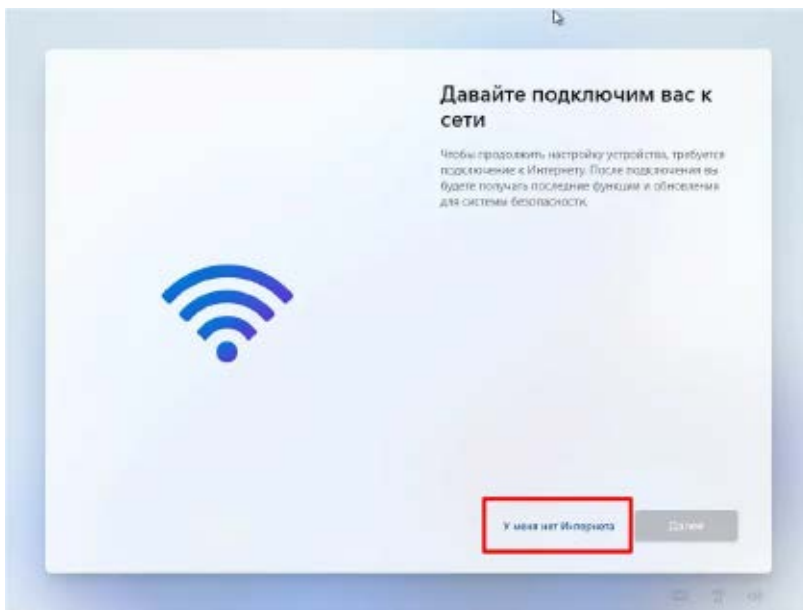 Давайте подключим вас к
сети
Чтобы продолжить настройку устройства, требуется
подключение к Интернету. После подключения вы
будете получать последние функции и обновления
для системы безопасности.
У меня нет Интернета
Далее